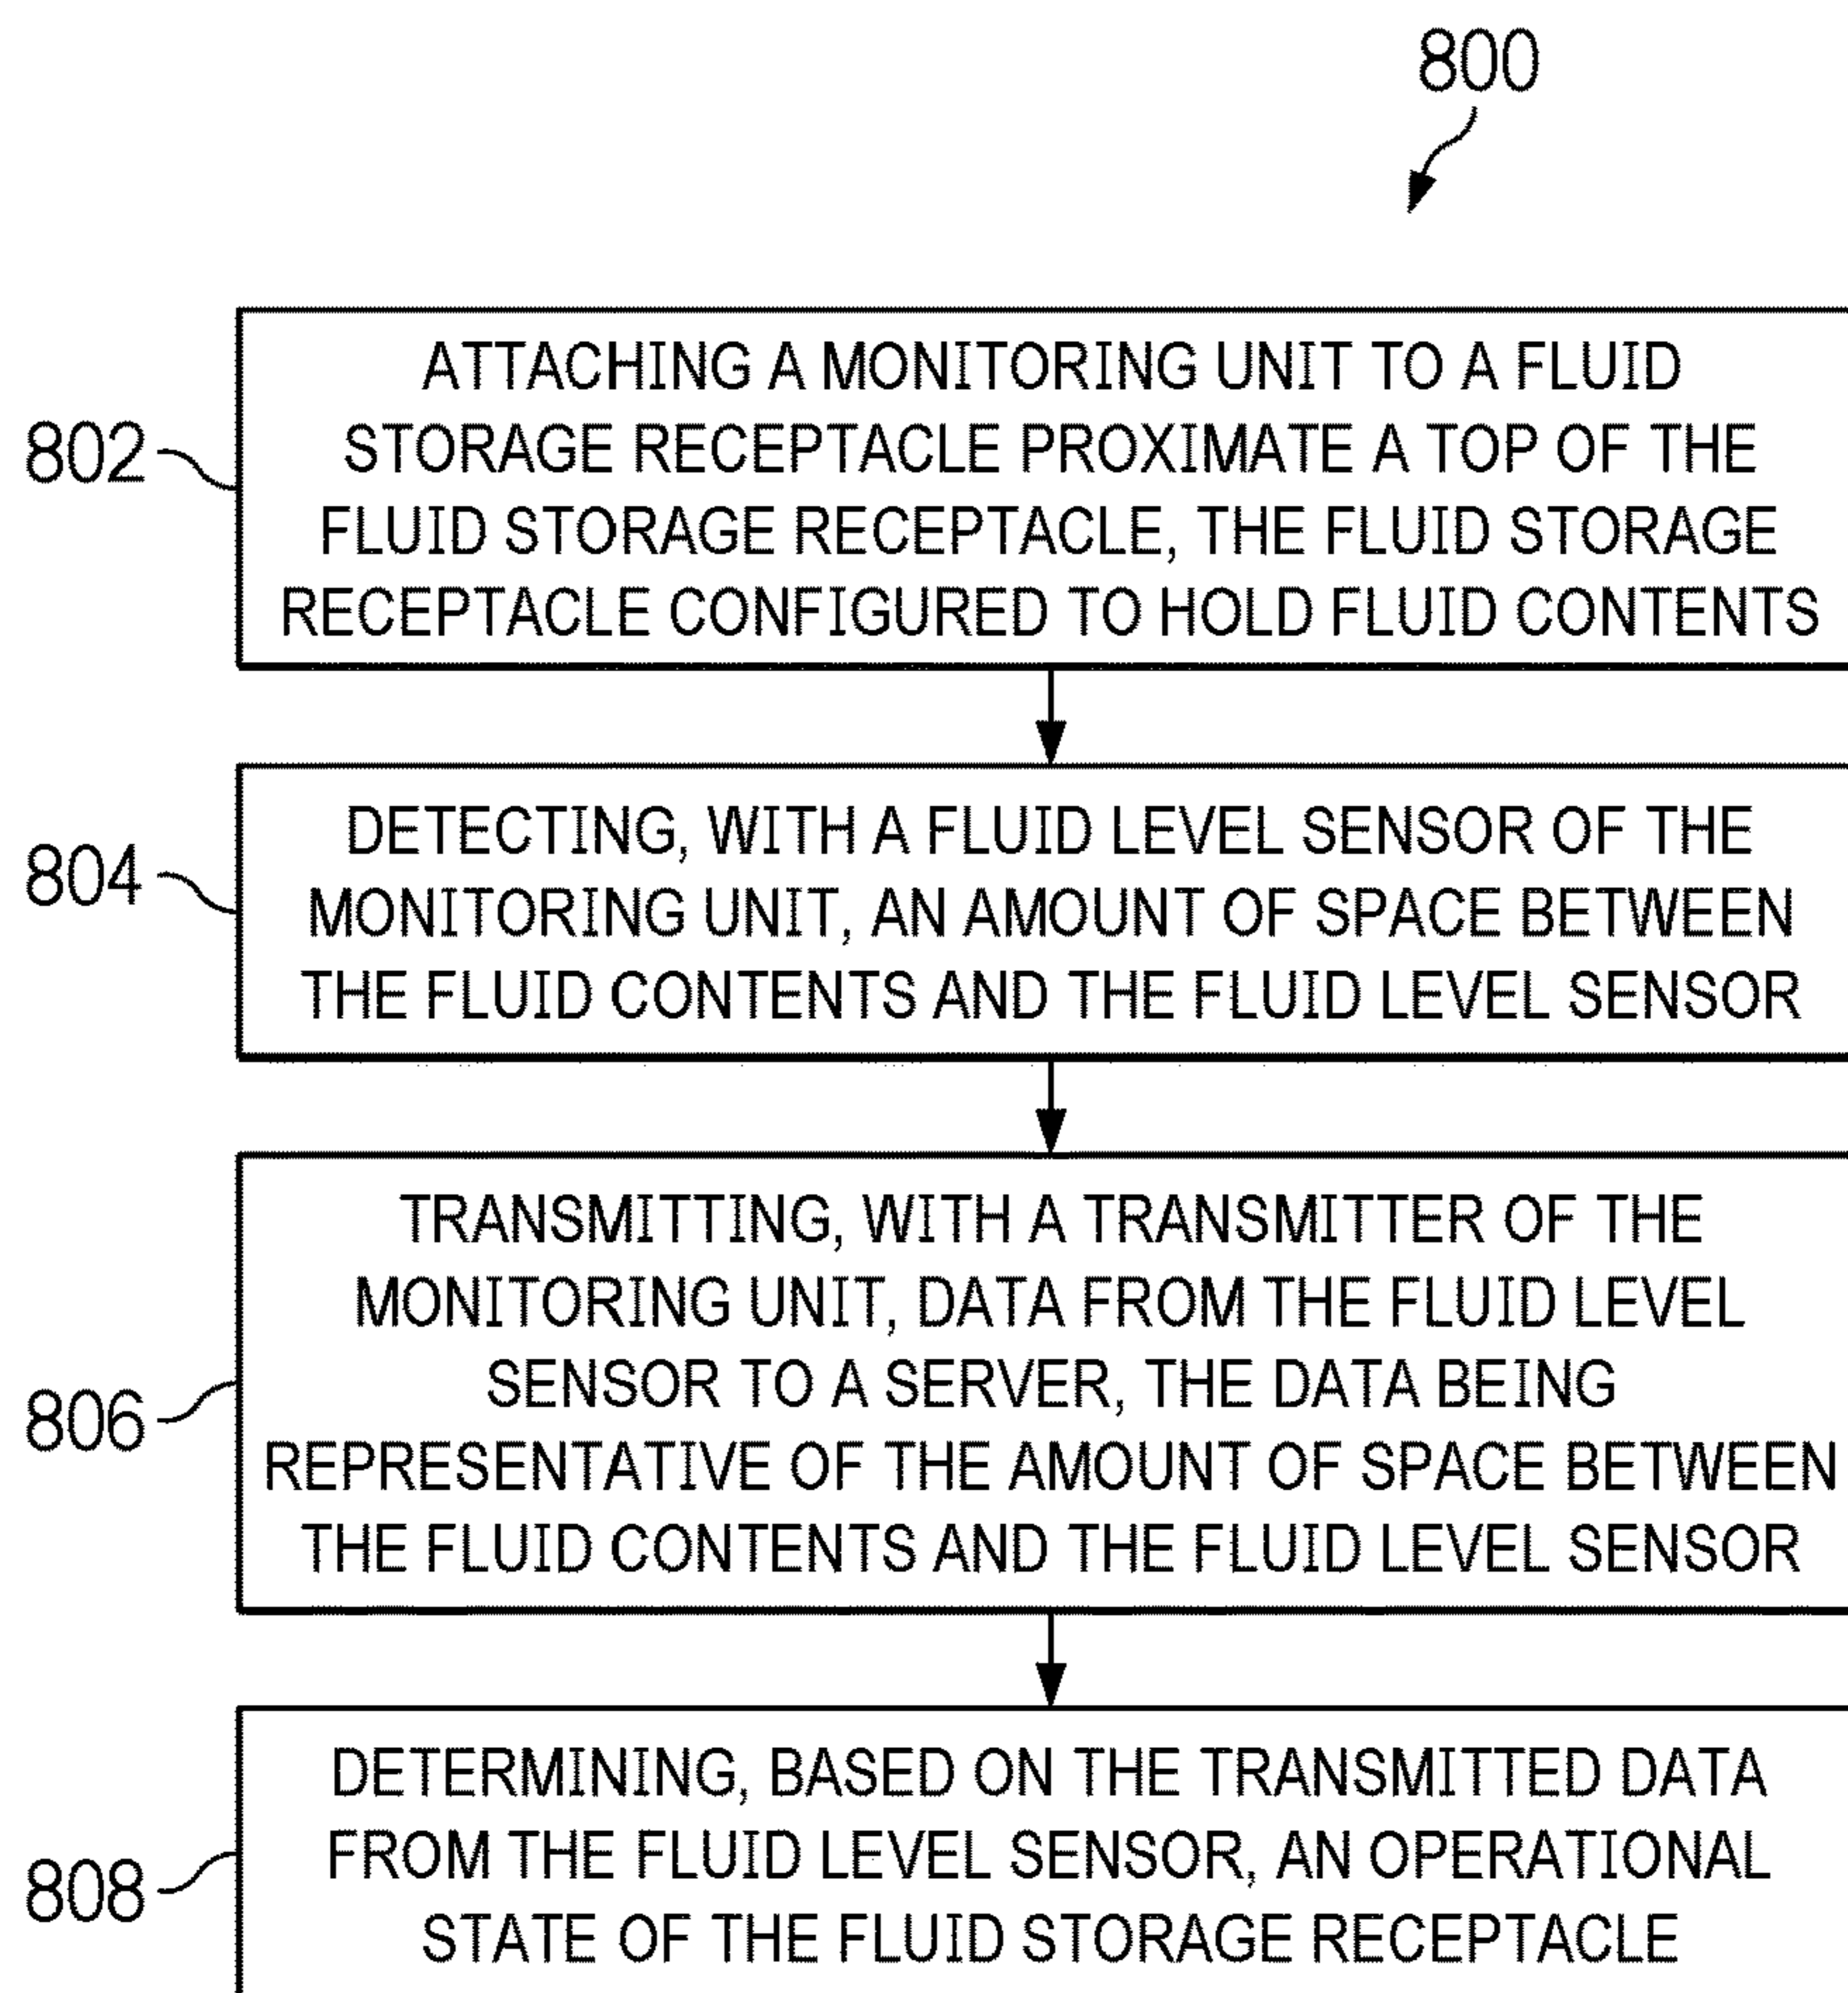 800
802
ATTACHING A MONITORING UNIT TO A FLUID
STORAGE RECEPTACLE PROXIMATE A TOP OF THE
FLUID STORAGE RECEPTACLE, THE FLUID STORAGE
RECEPTACLE CONFIGURED TO HOLD FLUID CONTENTS
804
DETECTING, WITH A FLUID LEVEL SENSOR OF THE
MONITORING UNIT, AN AMOUNT OF SPACE BETWEEN
THE FLUID CONTENTS AND THE FLUID LEVEL SENSOR
806
TRANSMITTING, WITH A TRANSMITTER OF THE
MONITORING UNIT, DATA FROM THE FLUID LEVEL
SENSOR TO A SERVER, THE DATA BEING
REPRESENTATIVE OF THE AMOUNT OF SPACE BETWEEN
THE FLUID CONTENTS AND THE FLUID LEVEL SENSOR
808
DETERMINING, BASED ON THE TRANSMITTED DATA
FROM THE FLUID LEVEL SENSOR, AN OPERATIONAL
STATE OF THE FLUID STORAGE RECEPTACLE